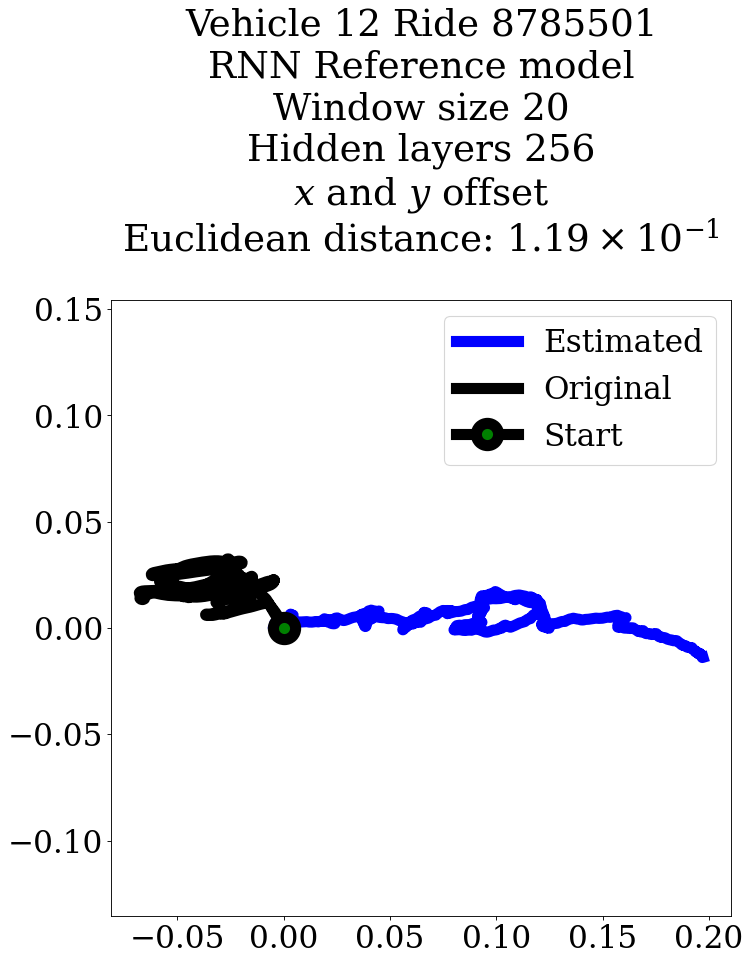 Vehicle 12 Ride 8785501
RNN Reference model
Window size 20
Hidden layers 256
x and y offset
Euclidean distance: 1.19 × 10⁻¹
Estimated
Original
Start
0.15
0.10
0.05
0.00
−0.05
−0.10
−0.05 0.00 0.05 0.10 0.15 0.20